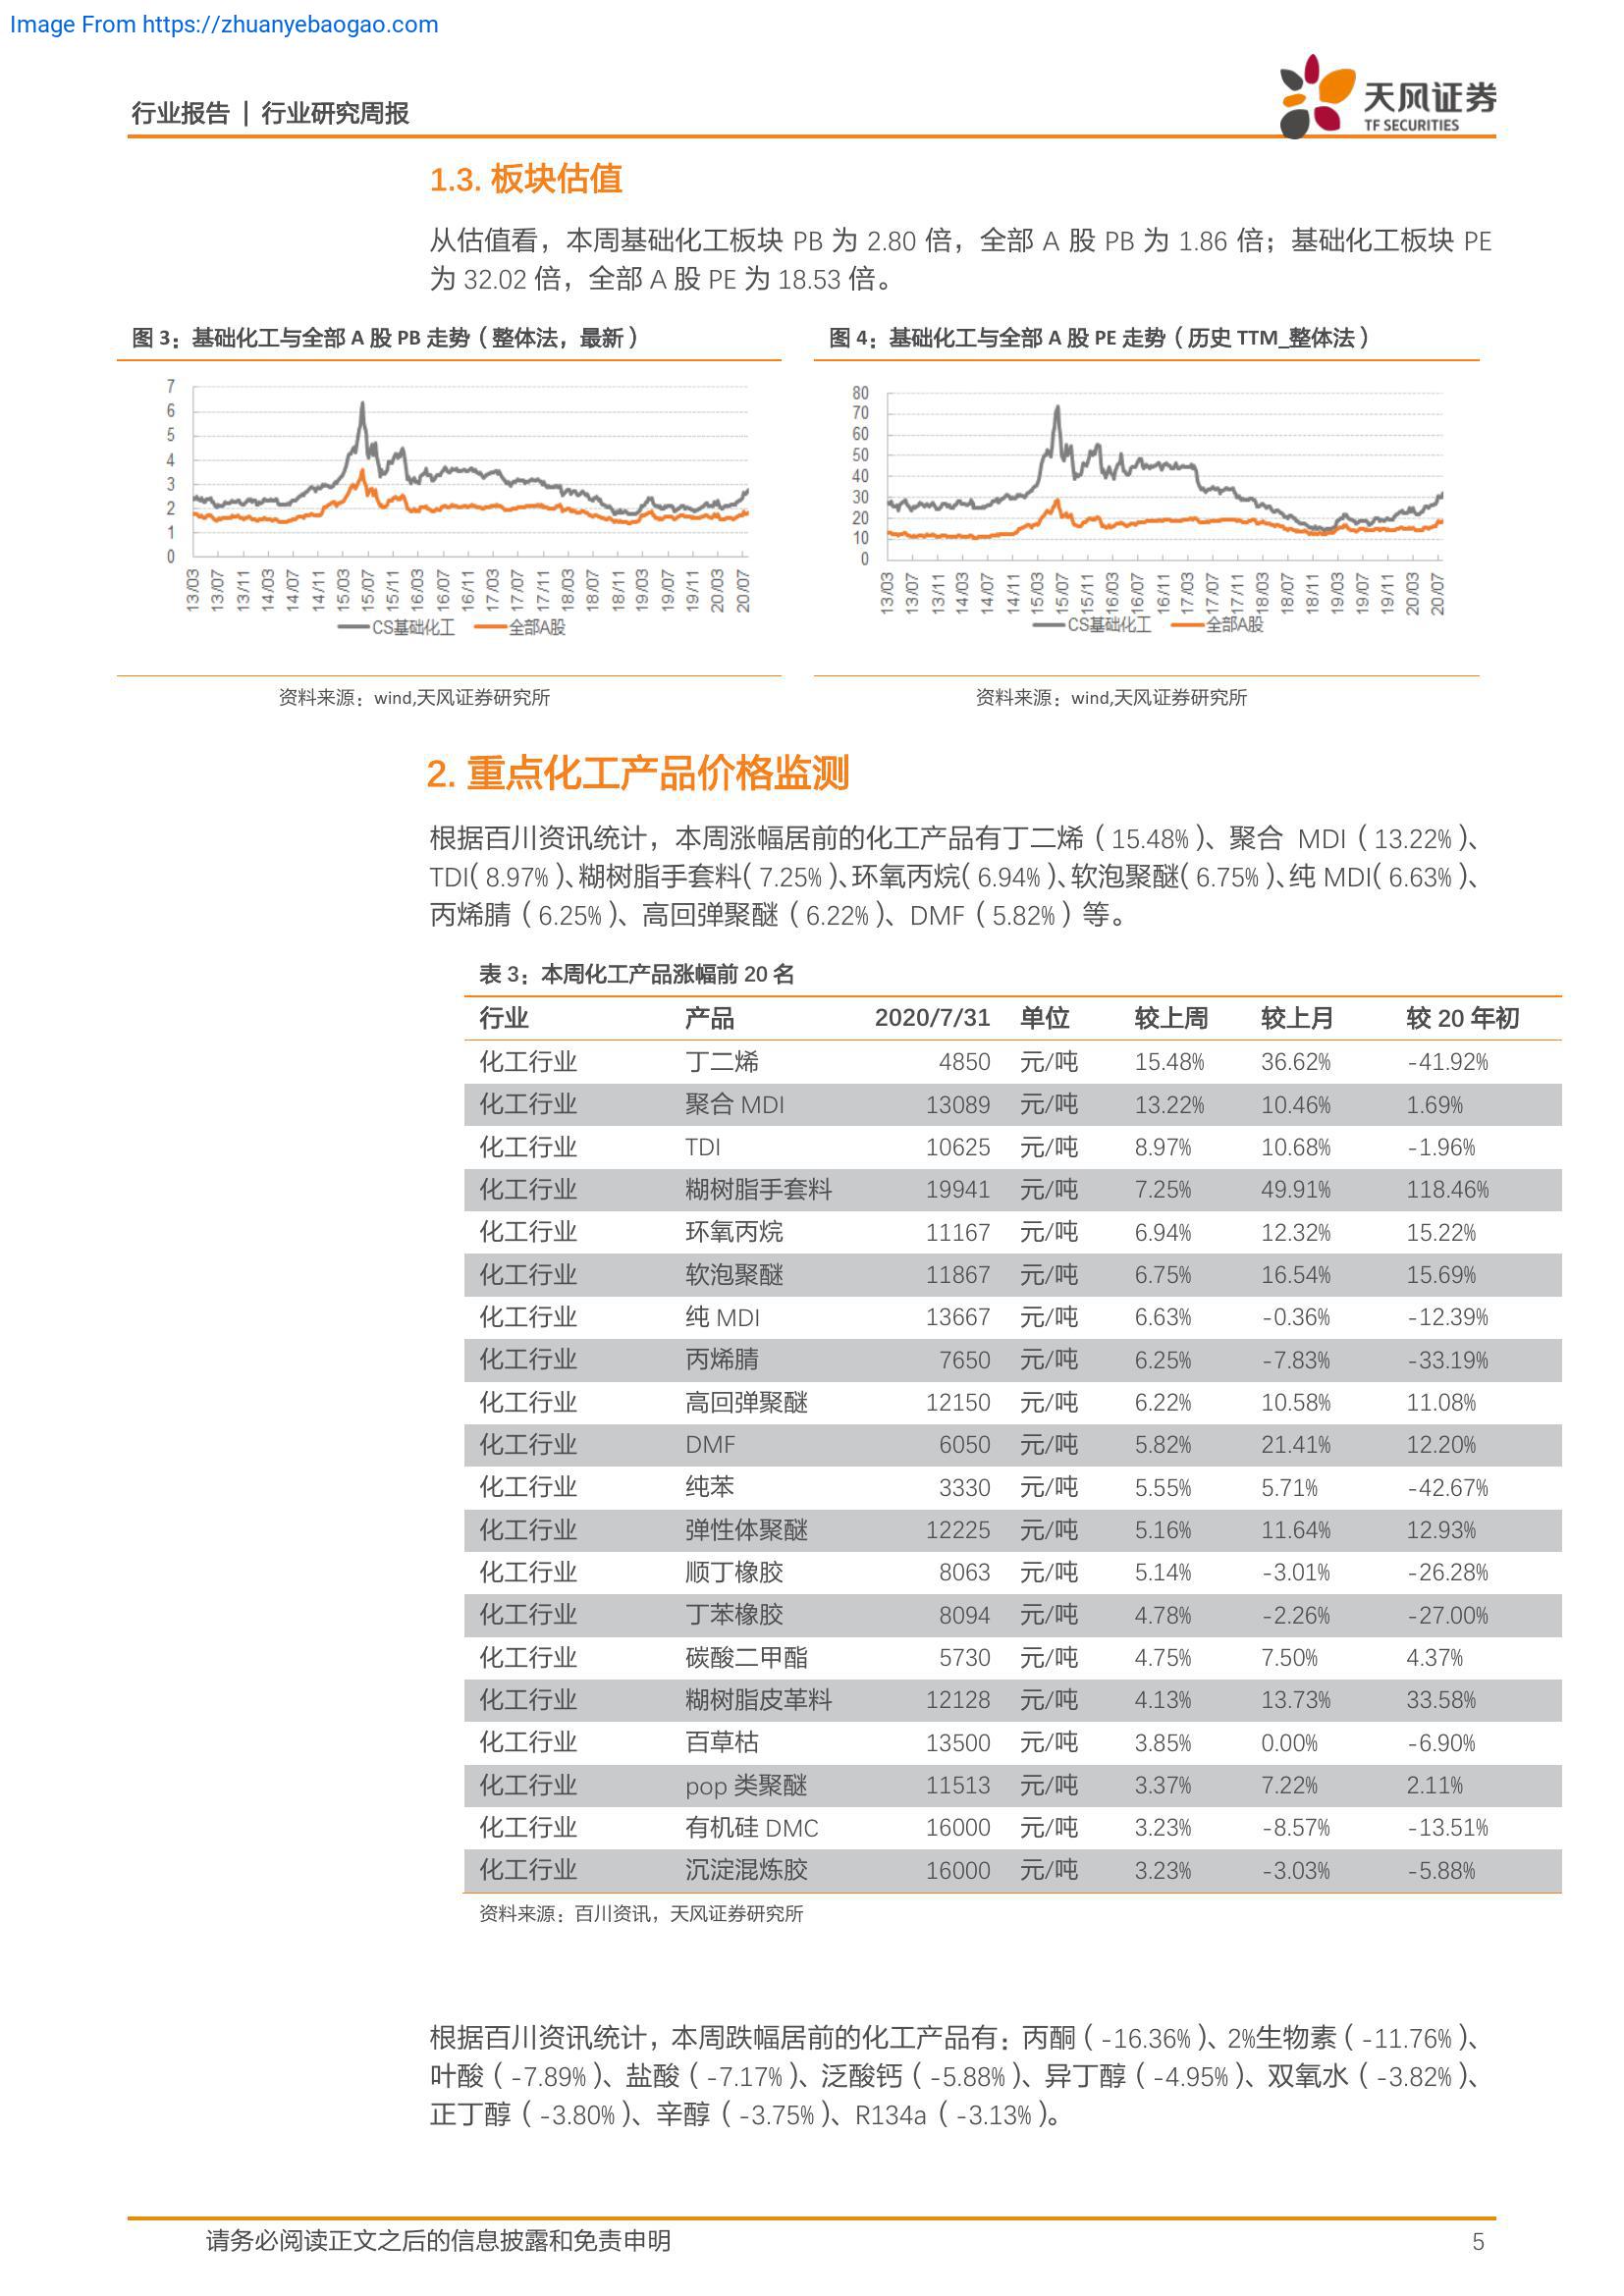 Image From https://zhuanyebaogao.com
行业报告 | 行业研究周报
天风证券
TF SECURITIES
1.3. 板块估值
从估值看，本周基础化工板块 PB 为 2.80 倍，全部 A 股 PB 为 1.86 倍；基础化工板块 PE
为 32.02 倍，全部 A 股 PE 为 18.53 倍。
图 3：基础化工与全部 A 股 PB 走势（整体法，最新）
7
6
5
4
3
2
1
0
13/03 13/07 13/11 14/03 14/07 14/11 15/03 15/07 15/11 16/03 16/07 16/11 17/03 17/07 17/11 18/03 18/07 18/11 19/03 19/07 19/11 20/03 20/07
CS基础化工 全部A股
资料来源：wind,天风证券研究所
图 4：基础化工与全部 A 股 PE 走势（历史 TTM_整体法）
80
70
60
50
40
30
20
10
0
13/03 13/07 13/11 14/03 14/07 14/11 15/03 15/07 15/11 16/03 16/07 16/11 17/03 17/07 17/11 18/03 18/07 18/11 19/03 19/07 19/11 20/03 20/07
CS基础化工 全部A股
资料来源：wind,天风证券研究所
2. 重点化工产品价格监测
根据百川资讯统计，本周涨幅居前的化工产品有丁二烯（15.48%）、聚合 MDI（13.22%）、
TDI（8.97%）、糊树脂手套料（7.25%）、环氧丙烷（6.94%）、软泡聚醚（6.75%）、纯 MDI（6.63%）、
丙烯腈（6.25%）、高回弹聚醚（6.22%）、DMF（5.82%）等。
表 3：本周化工产品涨幅前 20 名
行业 产品 2020/7/31 单位 较上周 较上月 较 20 年初
化工行业 丁二烯 4850 元/吨 15.48% 36.62% -41.92%
化工行业 聚合 MDI 13089 元/吨 13.22% 10.46% 1.69%
化工行业 TDI 10625 元/吨 8.97% 10.68% -1.96%
化工行业 糊树脂手套料 19941 元/吨 7.25% 49.91% 118.46%
化工行业 环氧丙烷 11167 元/吨 6.94% 12.32% 15.22%
化工行业 软泡聚醚 11867 元/吨 6.75% 16.54% 15.69%
化工行业 纯 MDI 13667 元/吨 6.63% -0.36% -12.39%
化工行业 丙烯腈 7650 元/吨 6.25% -7.83% -33.19%
化工行业 高回弹聚醚 12150 元/吨 6.22% 10.58% 11.08%
化工行业 DMF 6050 元/吨 5.82% 21.41% 12.20%
化工行业 纯苯 3330 元/吨 5.55% 5.71% -42.67%
化工行业 弹性体聚醚 12225 元/吨 5.16% 11.64% 12.93%
化工行业 顺丁橡胶 8063 元/吨 5.14% -3.01% -26.28%
化工行业 丁苯橡胶 8094 元/吨 4.78% -2.26% -27.00%
化工行业 碳酸二甲酯 5730 元/吨 4.75% 7.50% 4.37%
化工行业 糊树脂皮革料 12128 元/吨 4.13% 13.73% 33.58%
化工行业 百草枯 13500 元/吨 3.85% 0.00% -6.90%
化工行业 pop 类聚醚 11513 元/吨 3.37% 7.22% 2.11%
化工行业 有机硅 DMC 16000 元/吨 3.23% -8.57% -13.51%
化工行业 沉淀混炼胶 16000 元/吨 3.23% -3.03% -5.88%
资料来源：百川资讯，天风证券研究所
根据百川资讯统计，本周跌幅居前的化工产品有：丙酮（-16.36%）、2%生物素（-11.76%）、
叶酸（-7.89%）、盐酸（-7.17%）、泛酸钙（-5.88%）、异丁醇（-4.95%）、双氧水（-3.82%）、
正丁醇（-3.80%）、辛醇（-3.75%）、R134a（-3.13%）。
请务必阅读正文之后的信息披露和免责申明 5